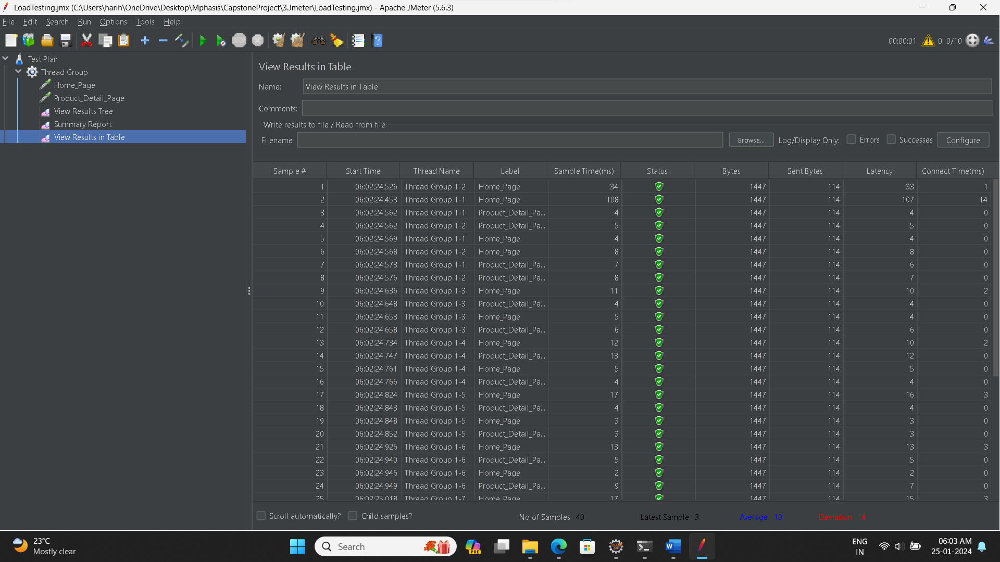 LoadTesting.jmx (C:\Users\harih\OneDrive\Desktop\Mphasis\CapstoneProject\3.Jmeter\LoadTesting.jmx) - Apache JMeter (5.6.3)
File Edit Search Run Options Tools Help
STOP 00:00:01 0 0/10
Test Plan
Thread Group
Home_Page
Product_Detail_Page
View Results Tree
Summary Report
View Results in Table
View Results in Table
Name: View Results in Table
Comments:
Write results to file / Read from file
Filename Browse... Log/Display Only: Errors Successes Configure
Sample # Start Time Thread Name Label Sample Time(ms) Status Bytes Sent Bytes Latency Connect Time(ms)
1 06:02:24.526 Thread Group 1-2 Home_Page 34 1447 114 33 1
2 06:02:24.453 Thread Group 1-1 Home_Page 108 1447 114 107 14
3 06:02:24.562 Thread Group 1-1 Product_Detail_Pa... 4 1447 114 4 0
4 06:02:24.562 Thread Group 1-2 Product_Detail_Pa... 5 1447 114 5 0
5 06:02:24.569 Thread Group 1-1 Home_Page 4 1447 114 4 0
6 06:02:24.568 Thread Group 1-2 Home_Page 8 1447 114 8 0
7 06:02:24.573 Thread Group 1-1 Product_Detail_Pa... 7 1447 114 6 0
8 06:02:24.576 Thread Group 1-2 Product_Detail_Pa... 8 1447 114 7 0
9 06:02:24.636 Thread Group 1-3 Home_Page 11 1447 114 10 2
10 06:02:24.648 Thread Group 1-3 Product_Detail_Pa... 4 1447 114 4 0
11 06:02:24.653 Thread Group 1-3 Home_Page 5 1447 114 4 0
12 06:02:24.658 Thread Group 1-3 Product_Detail_Pa... 6 1447 114 6 0
13 06:02:24.734 Thread Group 1-4 Home_Page 12 1447 114 10 2
14 06:02:24.747 Thread Group 1-4 Product_Detail_Pa... 13 1447 114 12 0
15 06:02:24.761 Thread Group 1-4 Home_Page 5 1447 114 5 0
16 06:02:24.766 Thread Group 1-4 Product_Detail_Pa... 4 1447 114 4 0
17 06:02:24.824 Thread Group 1-5 Home_Page 17 1447 114 16 3
18 06:02:24.843 Thread Group 1-5 Product_Detail_Pa... 4 1447 114 4 0
19 06:02:24.848 Thread Group 1-5 Home_Page 3 1447 114 3 0
20 06:02:24.852 Thread Group 1-5 Product_Detail_Pa... 3 1447 114 3 0
21 06:02:24.926 Thread Group 1-6 Home_Page 13 1447 114 13 3
22 06:02:24.940 Thread Group 1-6 Product_Detail_Pa... 5 1447 114 5 0
23 06:02:24.946 Thread Group 1-6 Home_Page 2 1447 114 2 0
24 06:02:24.949 Thread Group 1-6 Product_Detail_Pa... 9 1447 114 7 0
25 06:02:25.018 Thread Group 1-7 Home_Page 17 1447 114 15 3
Scroll automatically? Child samples? No of Samples 40 Latest Sample 3 Average 10 Deviation 16
23°C
Mostly clear
Search
PRE
ENG
IN
06:03 AM
25-01-2024